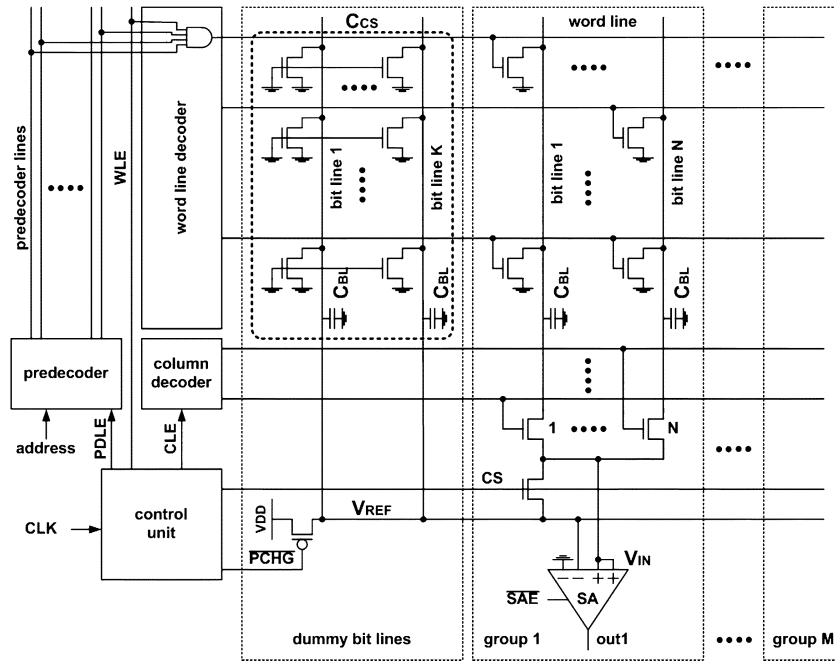 CCS
word line
predecoder lines
WLE
word line decoder
bit line 1
bit line K
bit line 1
bit line N
CBL
CBL
CBL
CBL
predecoder
column
decoder
address
PDLE
CLE
1
N
CS
control
unit
CLK
VDD
VREF
PCHG
VIN
– – + +
SA
SAE
dummy bit lines
group 1
out1
group M